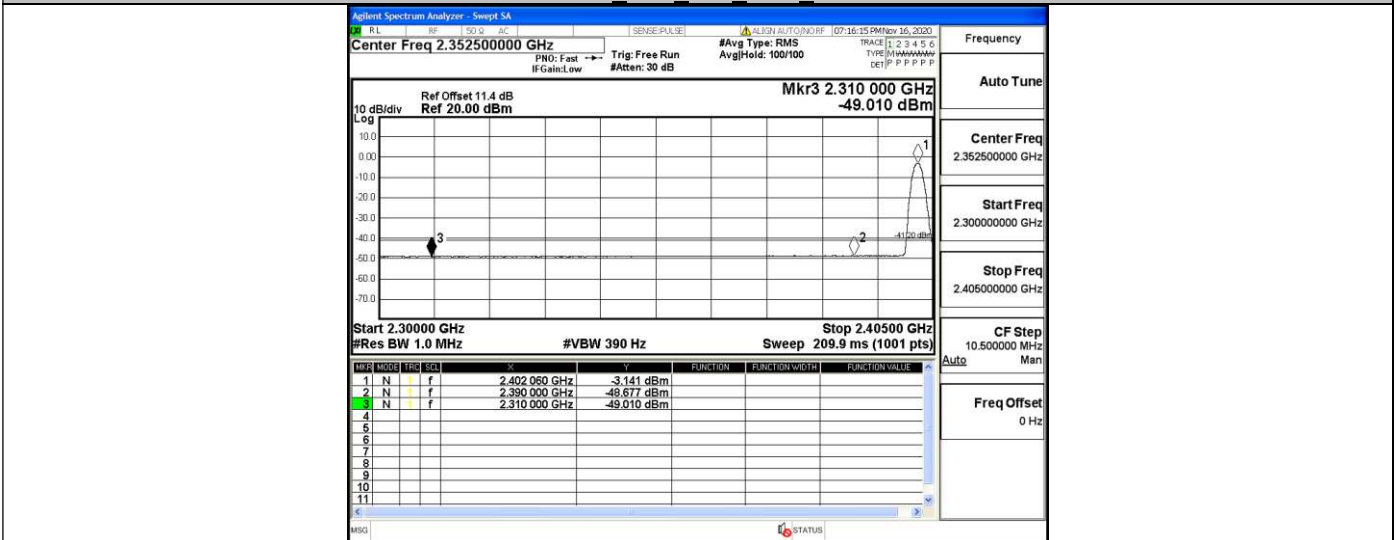 Agilent Spectrum Analyzer - Swept SA
RL RF 50 Ω AC SENSE:PULSE ALIGN AUTO/NO RF 07:16:15 PM Nov 16, 2020
Center Freq 2.352500000 GHz
PNO: Fast
IFGain:Low
Trig: Free Run
#Atten: 30 dB
#Avg Type: RMS
Avg|Hold: 100/100
TRACE 1 2 3 4 5 6
TYPE M W W W W W
DET P P P P P P
Mkr3 2.310 000 GHz
-49.010 dBm
Ref Offset 11.4 dB
10 dB/div Ref 20.00 dBm
Log
10.0
0.00
-10.0
-20.0
-30.0
-40.0
-50.0
-60.0
-70.0
1
2
3
-41.20 dBm
Start 2.30000 GHz Stop 2.40500 GHz
#Res BW 1.0 MHz #VBW 390 Hz Sweep 209.9 ms (1001 pts)
MKR MODE TRC SCL X Y FUNCTION FUNCTION WIDTH FUNCTION VALUE
1 N 1 f 2.402 060 GHz -3.141 dBm
2 N 1 f 2.390 000 GHz -48.677 dBm
3 N 1 f 2.310 000 GHz -49.010 dBm
4
5
6
7
8
9
10
11
MSG STATUS
Frequency
Auto Tune
Center Freq
2.352500000 GHz
Start Freq
2.300000000 GHz
Stop Freq
2.405000000 GHz
CF Step
10.500000 MHz
Auto Man
Freq Offset
0 Hz